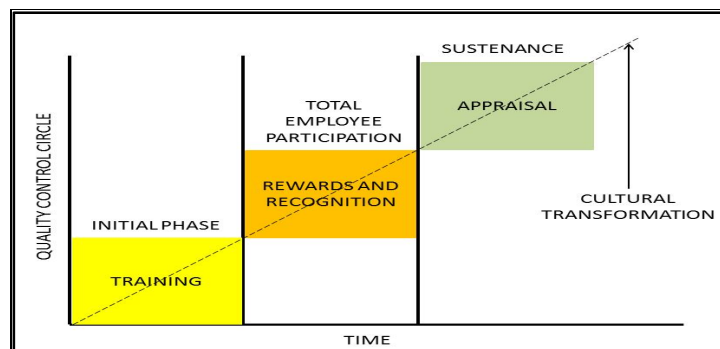 SUSTENANCE
APPRAISAL
TOTAL
EMPLOYEE
PARTICIPATION
REWARDS AND
RECOGNITION
INITIAL PHASE
TRAINING
QUALITY CONTROL CIRCLE
CULTURAL
TRANSFORMATION
TIME